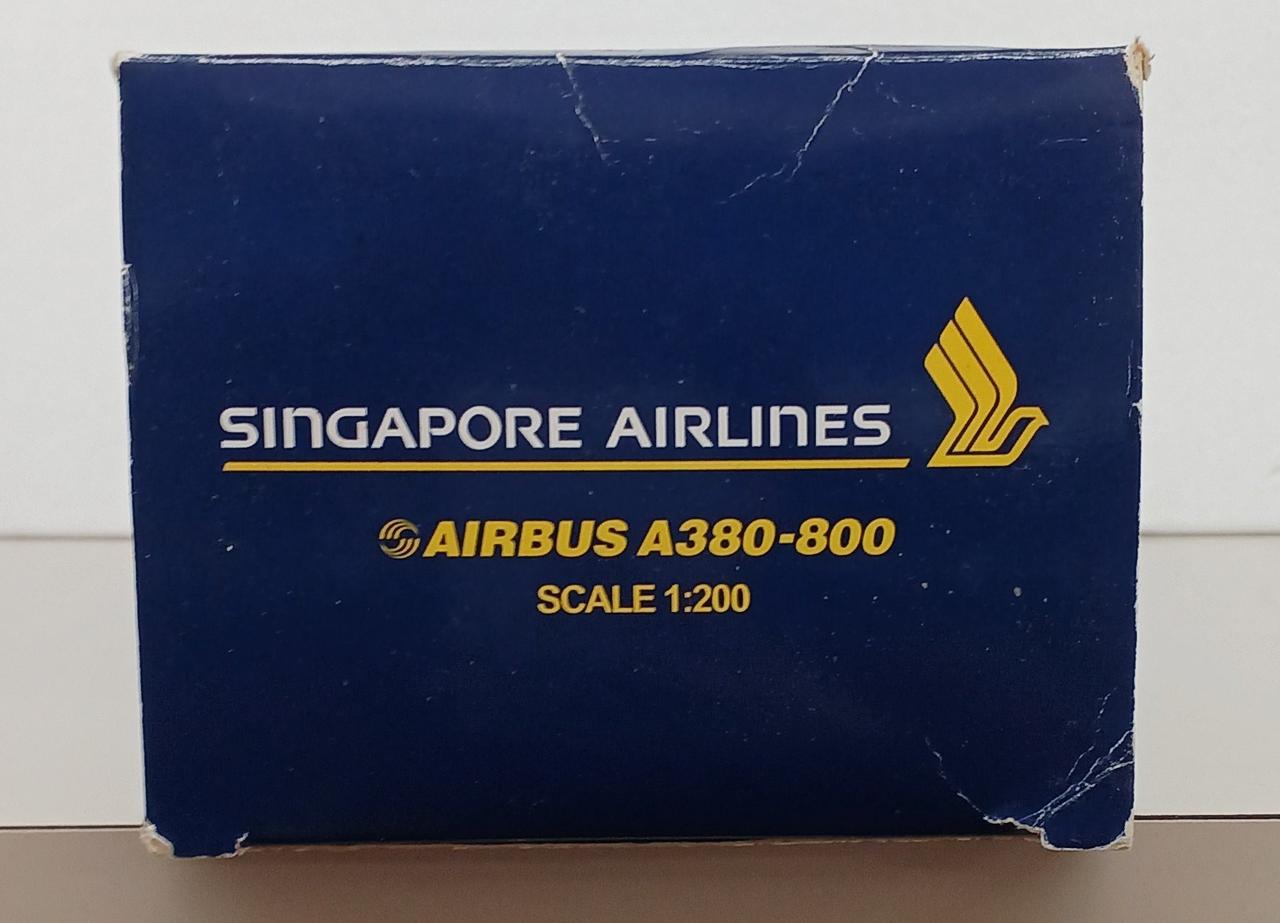 SINGAPORE AIRLINES
AIRBUS A380-800
SCALE 1:200